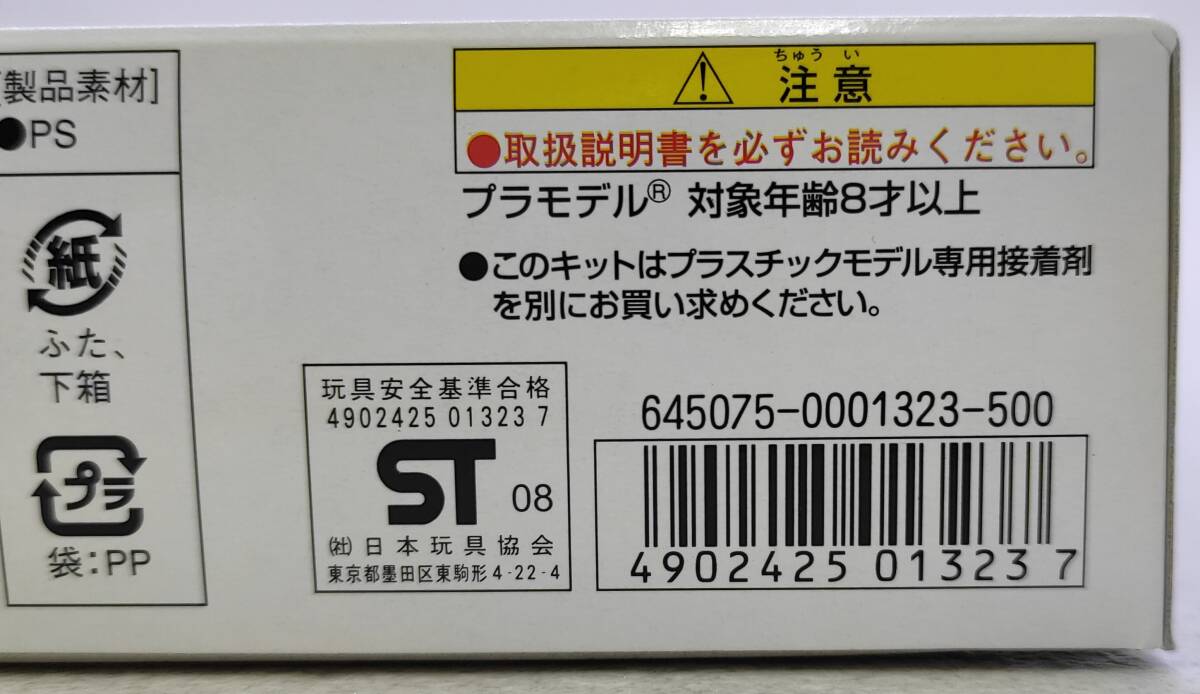 [製品素材]
●PS
紙
ふた、
下箱
プラ
袋:PP
ちゅう い
注意
●取扱説明書を必ずお読みください。
プラモデル® 対象年齢8才以上
●このキットはプラスチックモデル専用接着剤
を別にお買い求めください。
玩具安全基準合格
4902425 01323 7
ST 08
(社)日本玩具協会
東京都墨田区東駒形4-22-4
645075-0001323-500
4902425 01323 7